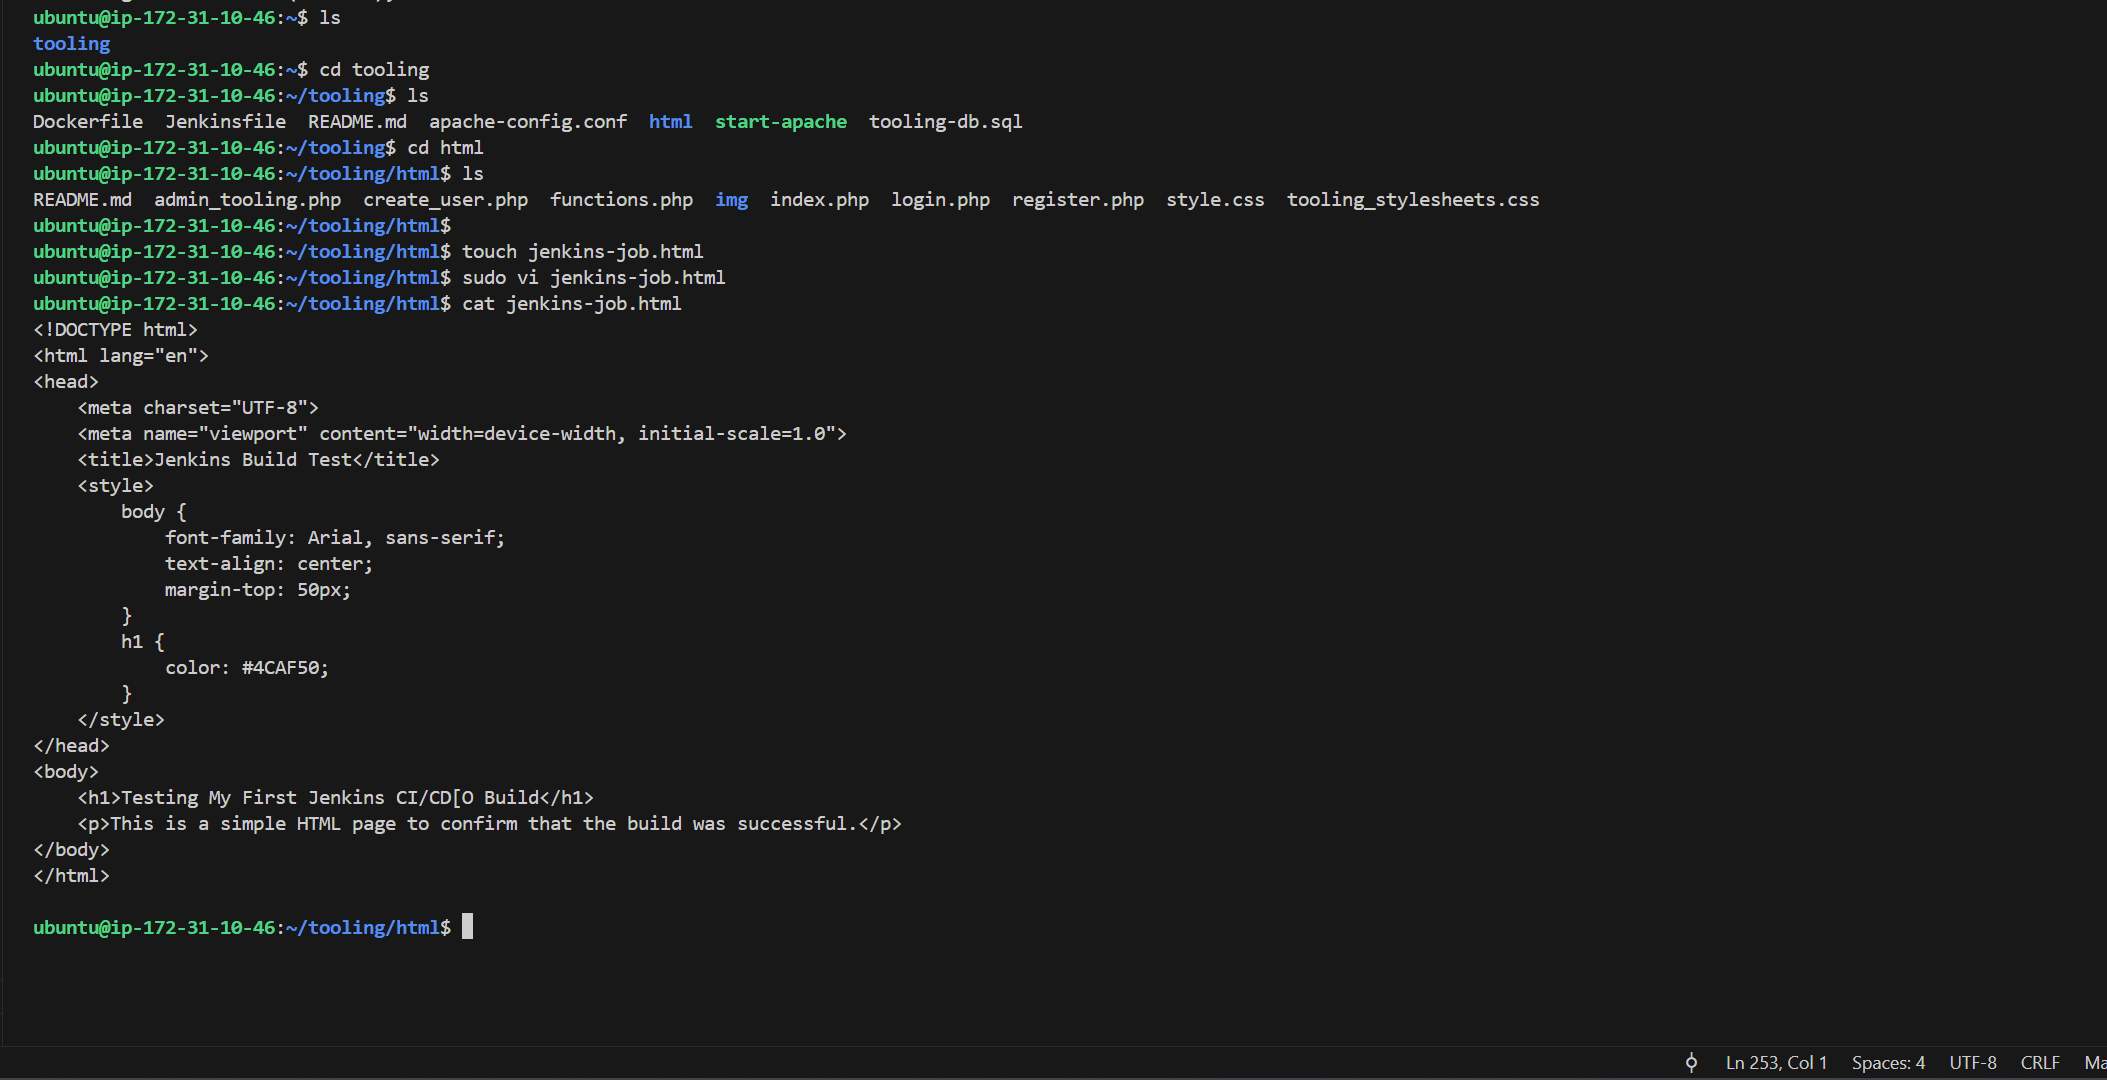 ubuntu@ip-172-31-10-46:~$ ls
tooling
ubuntu@ip-172-31-10-46:~$ cd tooling
ubuntu@ip-172-31-10-46:~/tooling$ ls
Dockerfile  Jenkinsfile  README.md  apache-config.conf  html  start-apache  tooling-db.sql
ubuntu@ip-172-31-10-46:~/tooling$ cd html
ubuntu@ip-172-31-10-46:~/tooling/html$ ls
README.md  admin_tooling.php  create_user.php  functions.php  img  index.php  login.php  register.php  style.css  tooling_stylesheets.css
ubuntu@ip-172-31-10-46:~/tooling/html$
ubuntu@ip-172-31-10-46:~/tooling/html$ touch jenkins-job.html
ubuntu@ip-172-31-10-46:~/tooling/html$ sudo vi jenkins-job.html
ubuntu@ip-172-31-10-46:~/tooling/html$ cat jenkins-job.html
<!DOCTYPE html>
<html lang="en">
<head>
    <meta charset="UTF-8">
    <meta name="viewport" content="width=device-width, initial-scale=1.0">
    <title>Jenkins Build Test</title>
    <style>
        body {
            font-family: Arial, sans-serif;
            text-align: center;
            margin-top: 50px;
        }
        h1 {
            color: #4CAF50;
        }
    </style>
</head>
<body>
    <h1>Testing My First Jenkins CI/CD[O Build</h1>
    <p>This is a simple HTML page to confirm that the build was successful.</p>
</body>
</html>
ubuntu@ip-172-31-10-46:~/tooling/html$
Ln 253, Col 1  Spaces: 4  UTF-8  CRLF